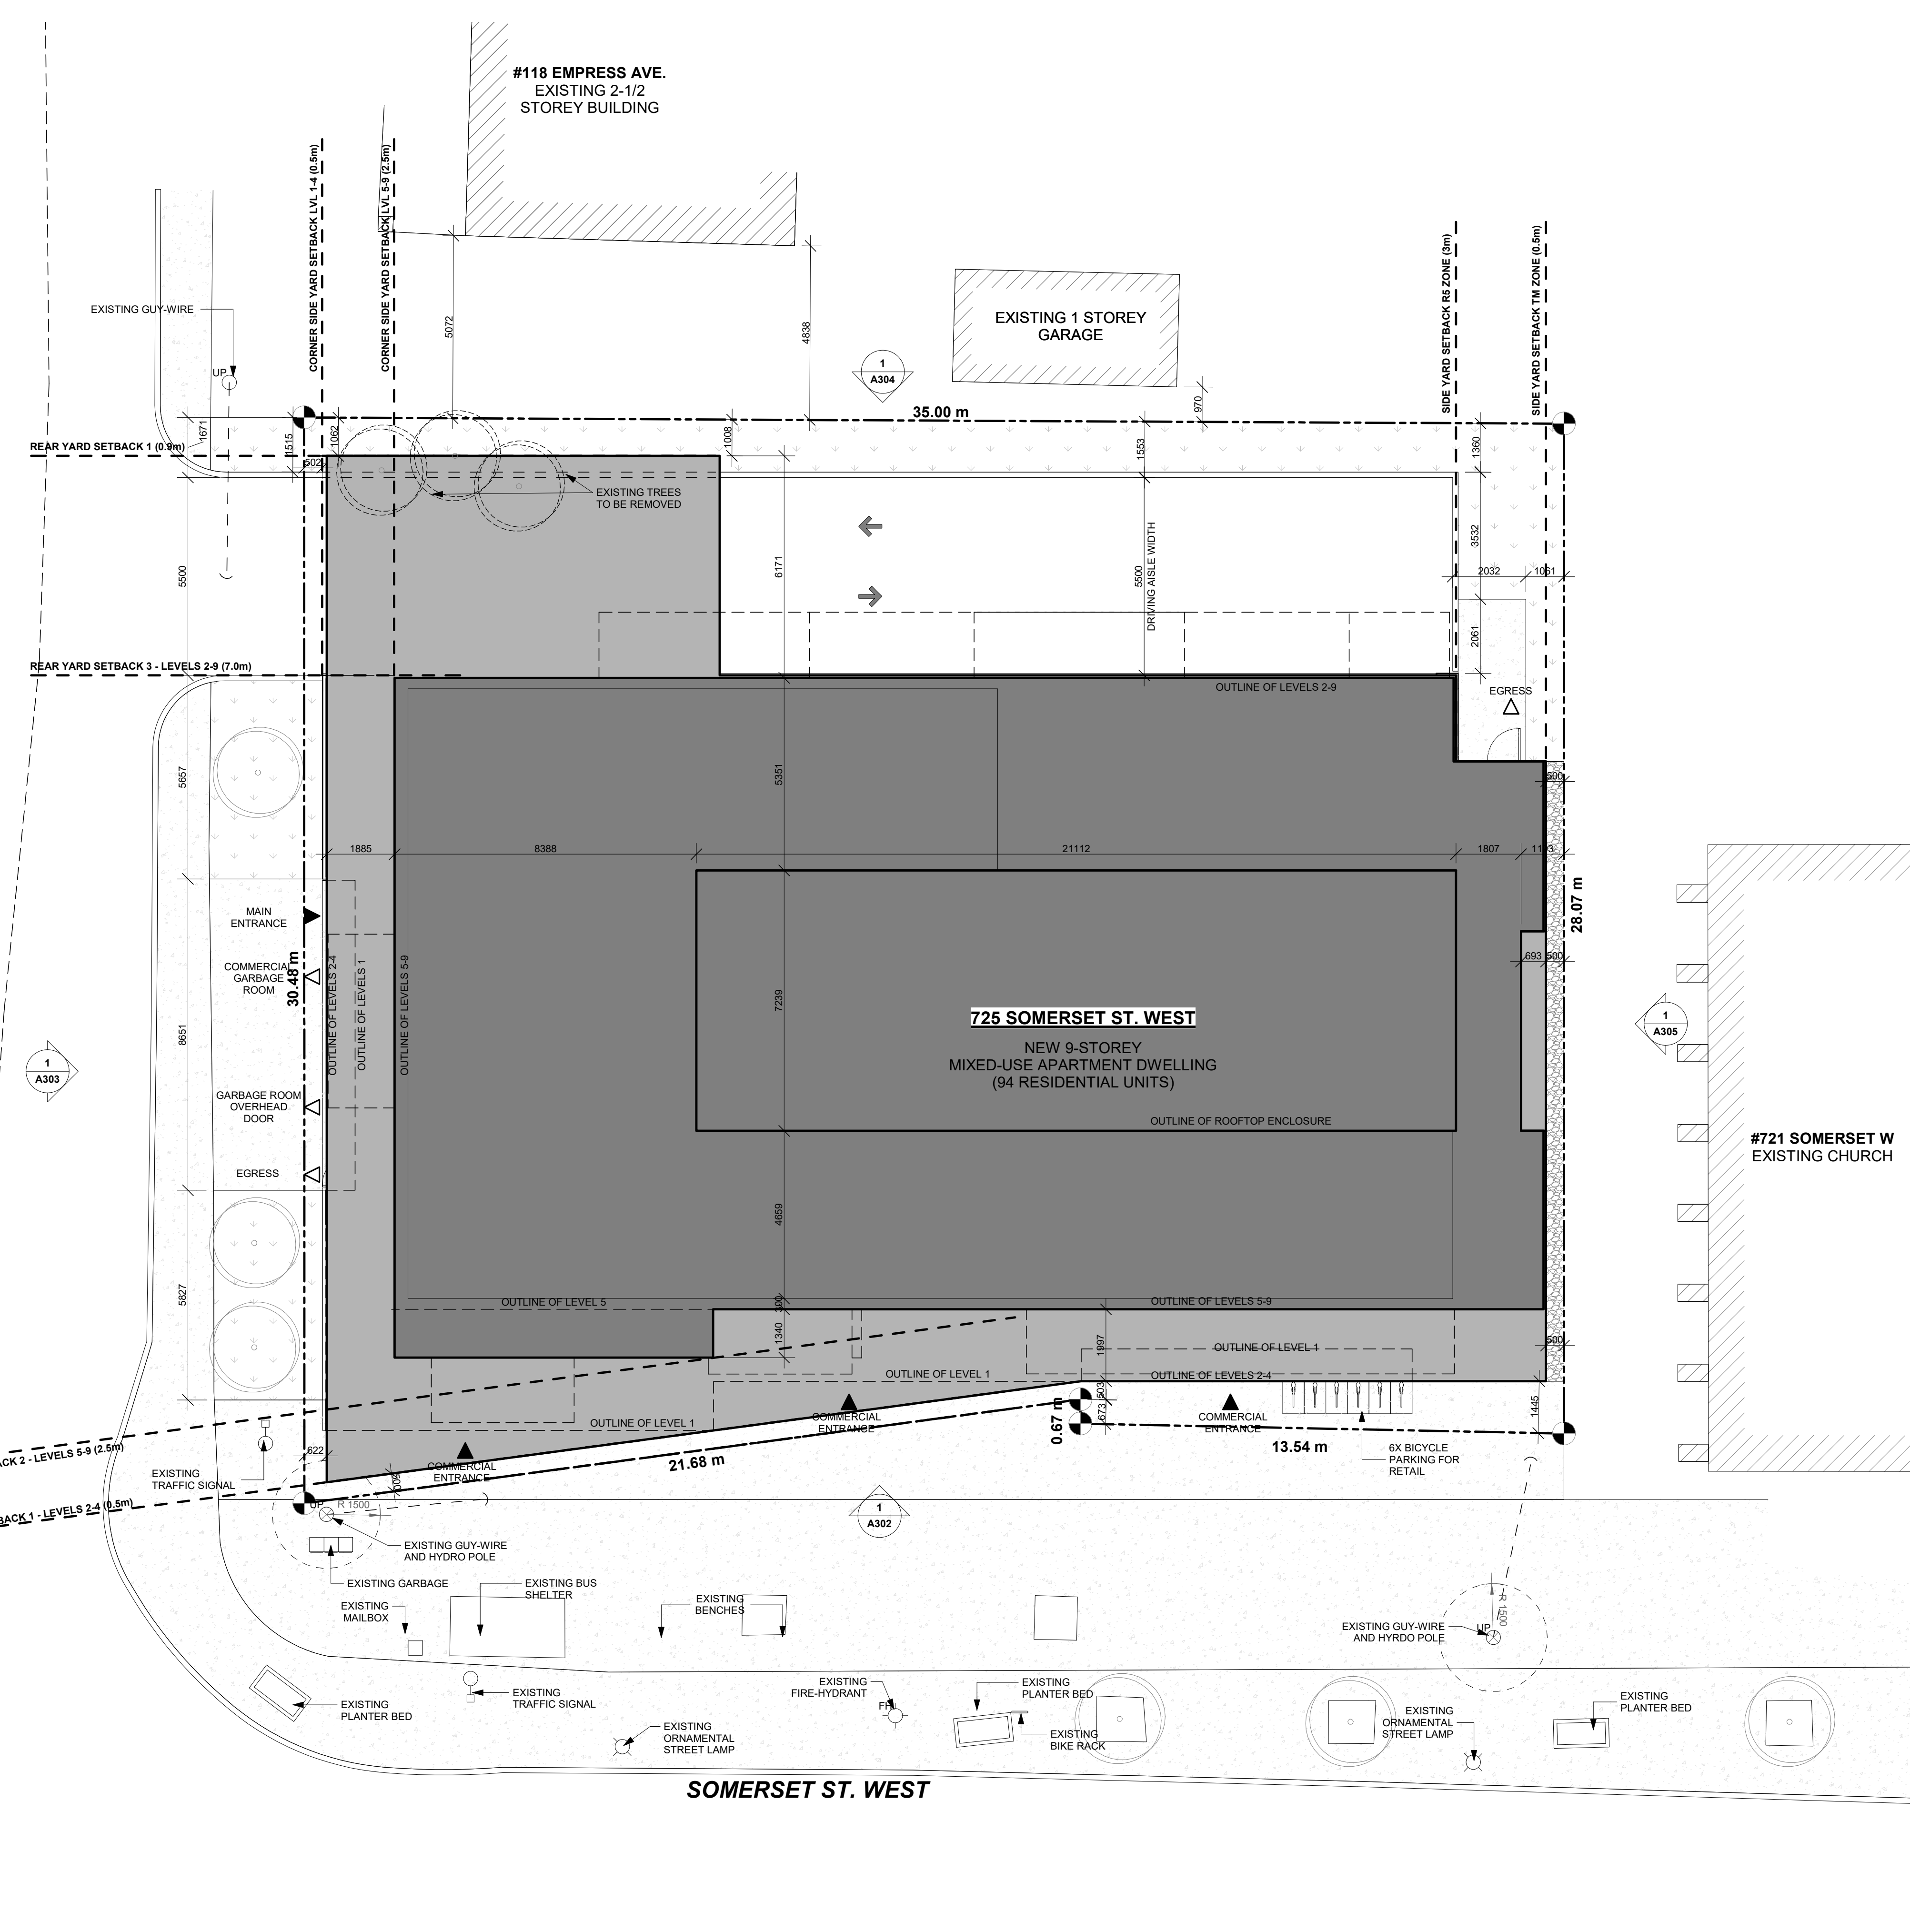 #118 EMPRESS AVE.
EXISTING 2-1/2
STOREY BUILDING
CORNER SIDE YARD SETBACK LVL 1-4 (0.5m)
CORNER SIDE YARD SETBACK LVL 5-9 (2.5m)
SIDE YARD SETBACK R5 ZONE (3m)
SIDE YARD SETBACK TM ZONE (0.5m)
EXISTING GUY-WIRE
UP
5072
4838
EXISTING 1 STOREY
GARAGE
970
1
A304
35.00 m
REAR YARD SETBACK 1 (0.9m)
1671
1515
1062
502
1008
1553
1360
EXISTING TREES
TO BE REMOVED
5500
6171
5500
DRIVING AISLE WIDTH
3532
2032
1061
2061
REAR YARD SETBACK 3 - LEVELS 2-9 (7.0m)
OUTLINE OF LEVELS 2-9
EGRESS
5657
5351
500
1885
8388
21112
1807
1193
28.07 m
MAIN
ENTRANCE
COMMERCIAL
GARBAGE
ROOM
30.48 m
OUTLINE OF LEVELS 2-4
OUTLINE OF LEVELS 1
OUTLINE OF LEVELS 5-9
693
500
8651
7239
725 SOMERSET ST. WEST
NEW 9-STOREY
MIXED-USE APARTMENT DWELLING
(94 RESIDENTIAL UNITS)
1
A305
1
A303
GARBAGE ROOM
OVERHEAD
DOOR
OUTLINE OF ROOFTOP ENCLOSURE
#721 SOMERSET W
EXISTING CHURCH
EGRESS
4659
5827
OUTLINE OF LEVEL 5
300
OUTLINE OF LEVELS 5-9
1340
1997
500
OUTLINE OF LEVEL 1
OUTLINE OF LEVEL 1
OUTLINE OF LEVELS 2-4
503
673
0.67 m
1445
OUTLINE OF LEVEL 1
COMMERCIAL
ENTRANCE
COMMERCIAL
ENTRANCE
13.54 m
6X BICYCLE
PARKING FOR
RETAIL
622
COMMERCIAL
ENTRANCE
600
21.68 m
ACK 2 - LEVELS 5-9 (2.5m)
EXISTING
TRAFFIC SIGNAL
BACK 1 - LEVELS 2-4 (0.5m)
UP
R 1500
1
A302
EXISTING GUY-WIRE
AND HYDRO POLE
EXISTING GARBAGE
EXISTING BUS
SHELTER
EXISTING
MAILBOX
EXISTING
BENCHES
R 1500
EXISTING GUY-WIRE
AND HYRDO POLE
UP
EXISTING
PLANTER BED
EXISTING
TRAFFIC SIGNAL
EXISTING
FIRE-HYDRANT
FH
EXISTING
PLANTER BED
EXISTING
BIKE RACK
EXISTING
ORNAMENTAL
STREET LAMP
EXISTING
ORNAMENTAL
STREET LAMP
EXISTING
PLANTER BED
SOMERSET ST. WEST